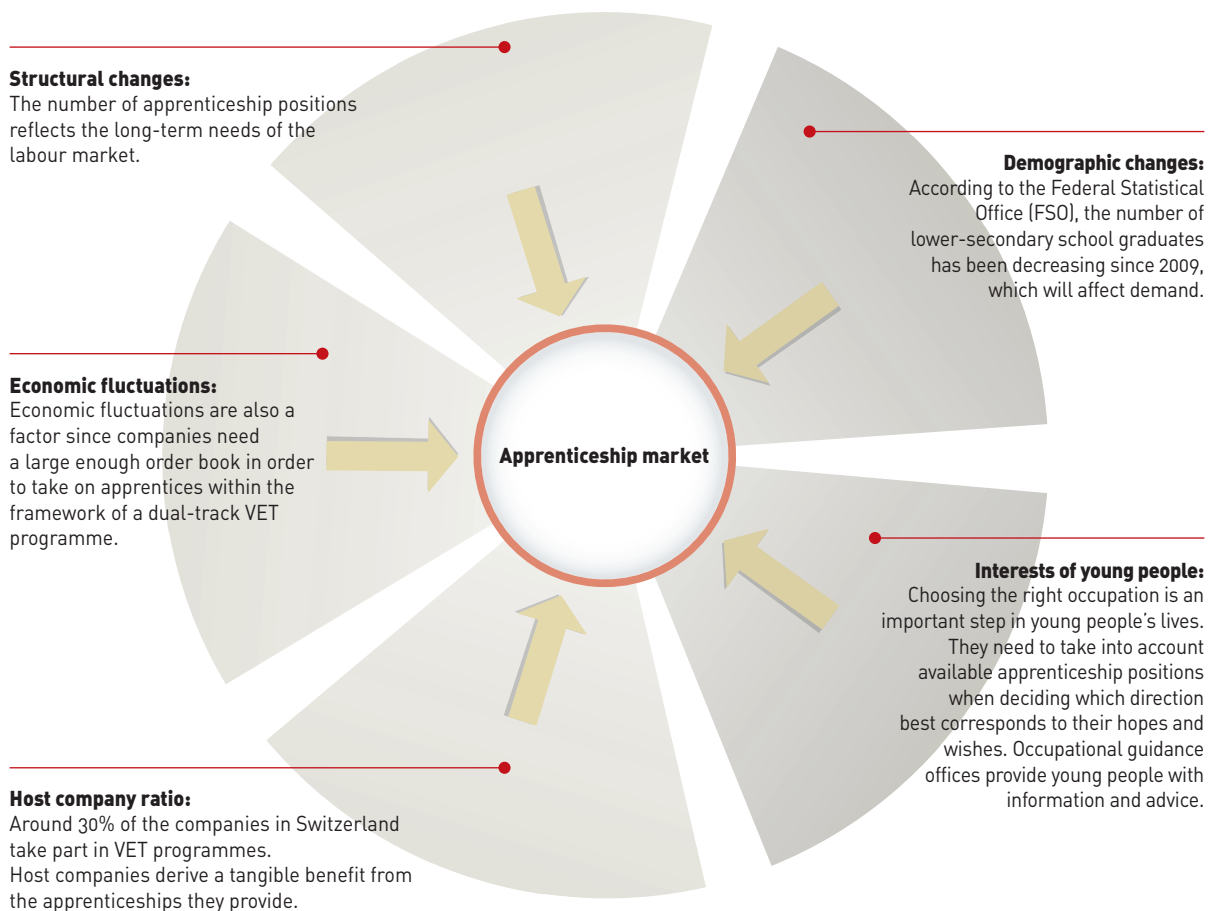 Structural changes:
The number of apprenticeship positions
reflects the long-term needs of the
labour market.
Demographic changes:
According to the Federal Statistical
Office (FSO), the number of
lower-secondary school graduates
has been decreasing since 2009,
which will affect demand.
Economic fluctuations:
Economic fluctuations are also a
factor since companies need
a large enough order book in order
to take on apprentices within the
framework of a dual-track VET
programme.
Apprenticeship market
Interests of young people:
Choosing the right occupation is an
important step in young people’s lives.
They need to take into account
available apprenticeship positions
when deciding which direction
best corresponds to their hopes and
wishes. Occupational guidance
offices provide young people with
information and advice.
Host company ratio:
Around 30% of the companies in Switzerland
take part in VET programmes.
Host companies derive a tangible benefit from
the apprenticeships they provide.